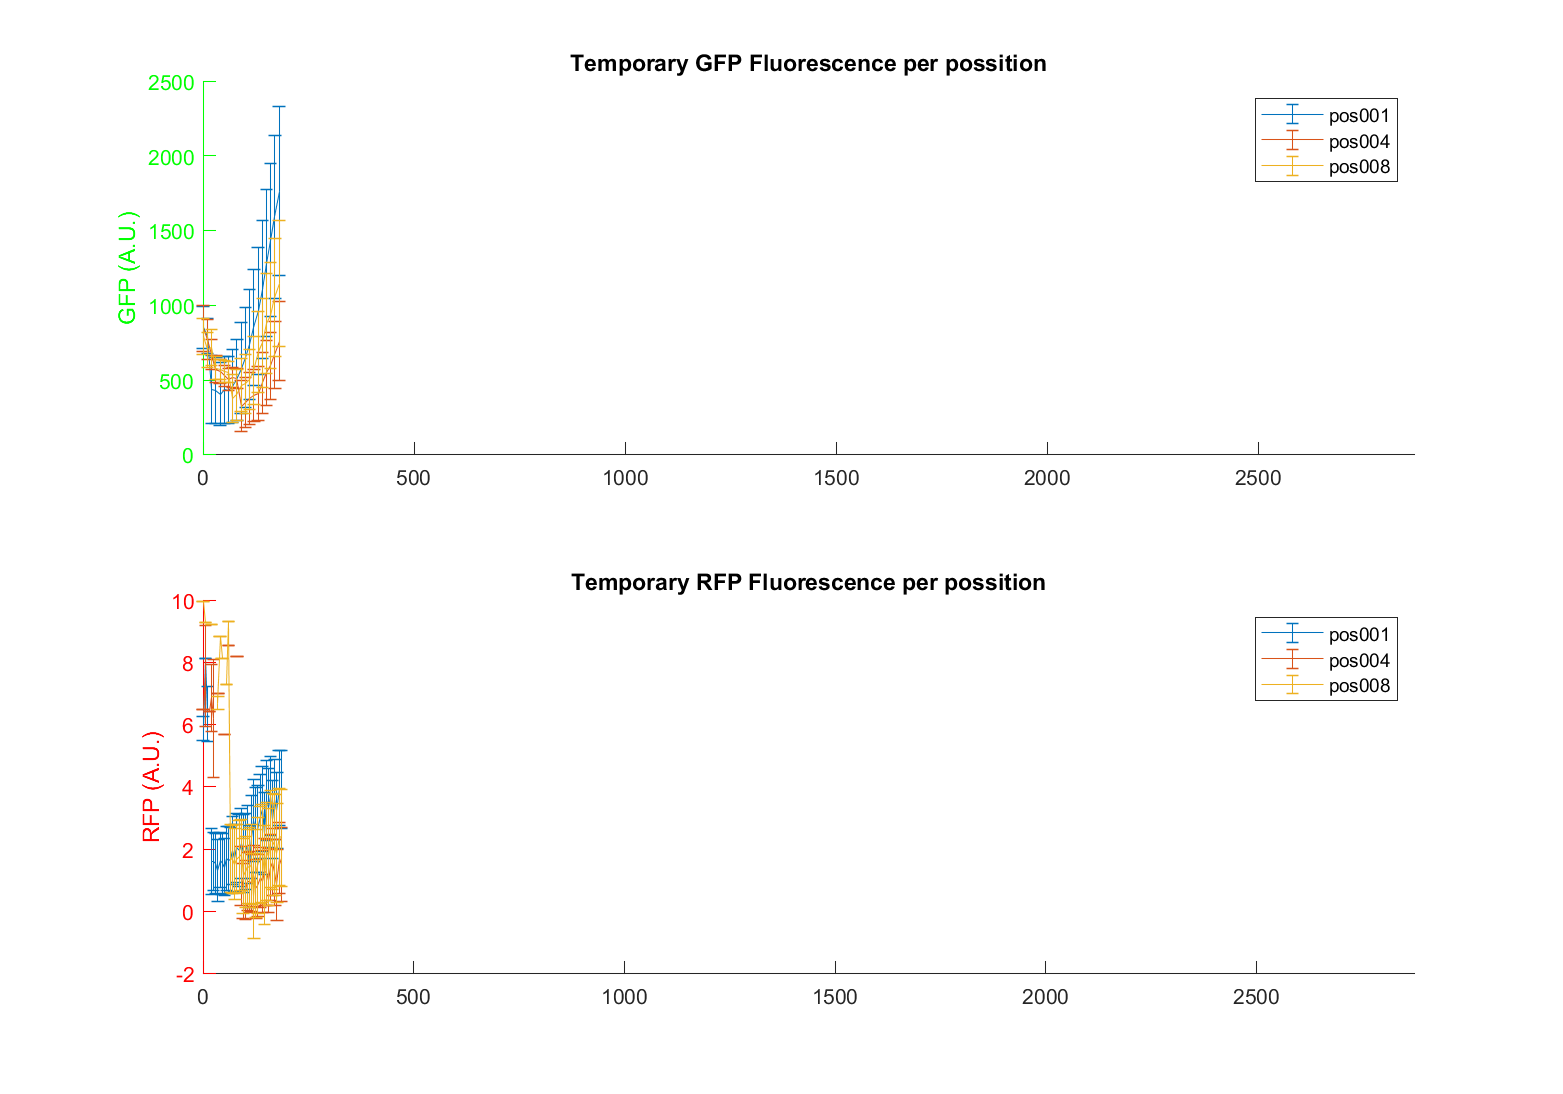 Temporary GFP Fluorescence per possition
GFP (A.U.)
2500
2000
1500
1000
500
0
0 500 1000 1500 2000 2500
pos001
pos004
pos008
Temporary RFP Fluorescence per possition
RFP (A.U.)
10
8
6
4
2
0
-2
0 500 1000 1500 2000 2500
pos001
pos004
pos008